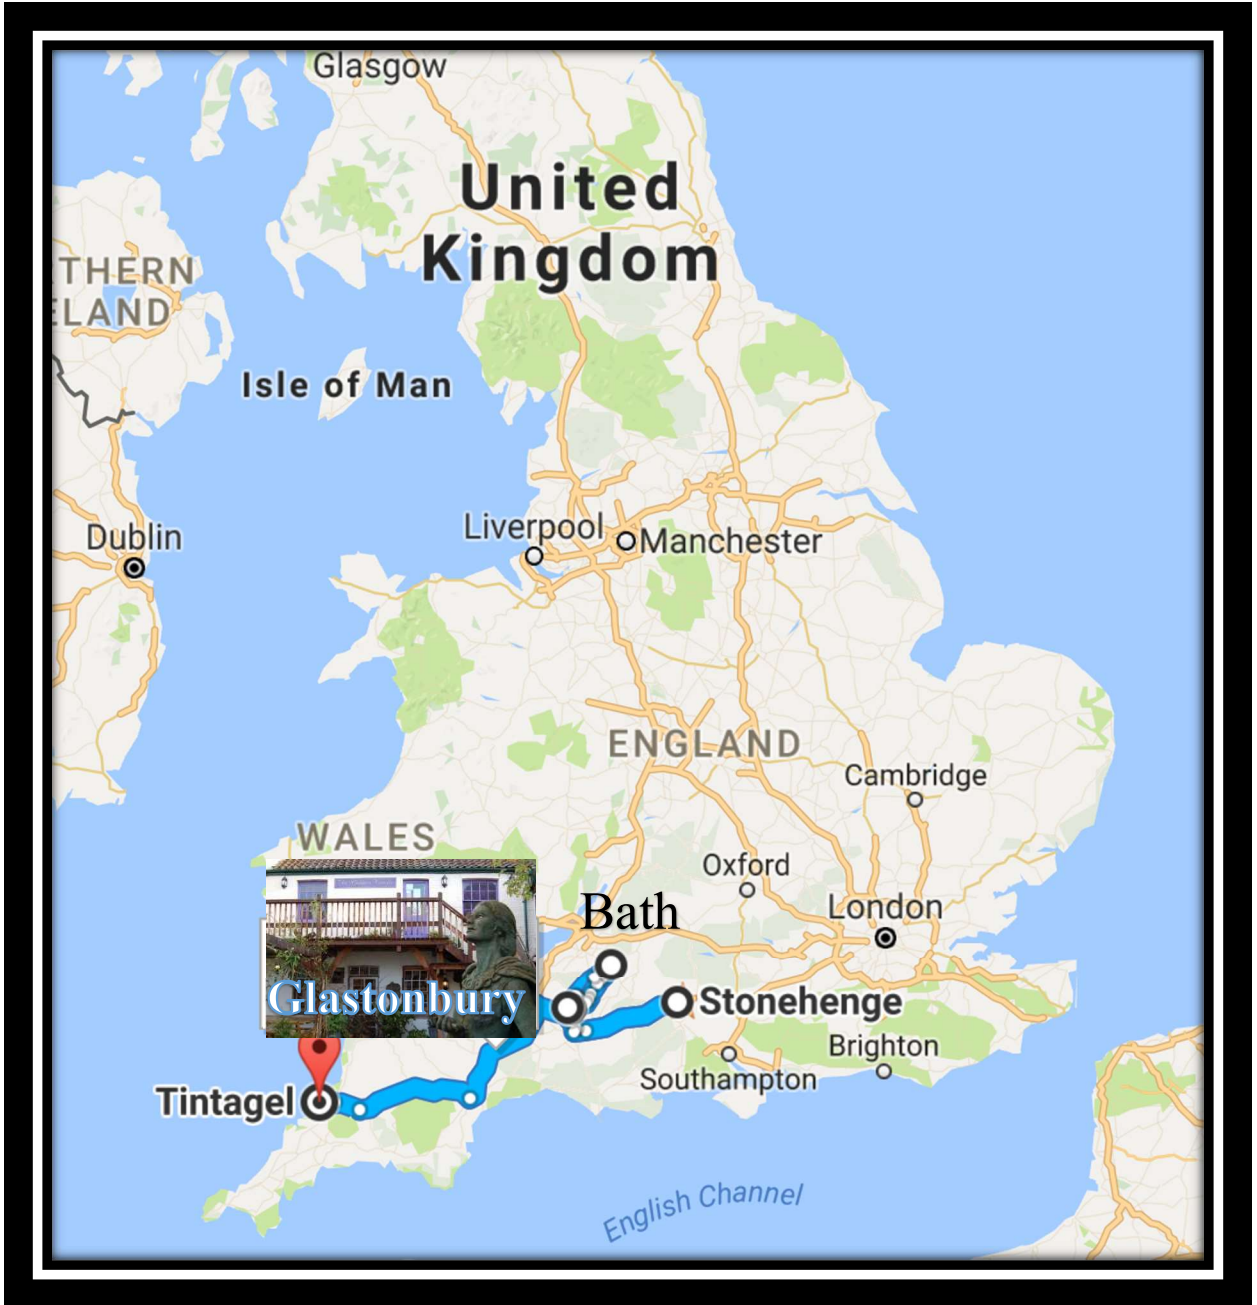 Glasgow
United
Kingdom
THERN
ELAND
Isle of Man
Dublin
Liverpool
Manchester
ENGLAND
Cambridge
WALES
Oxford
Bath
London
Glastonbury
Stonehenge
Brighton
Southampton
Tintagel
English Channel